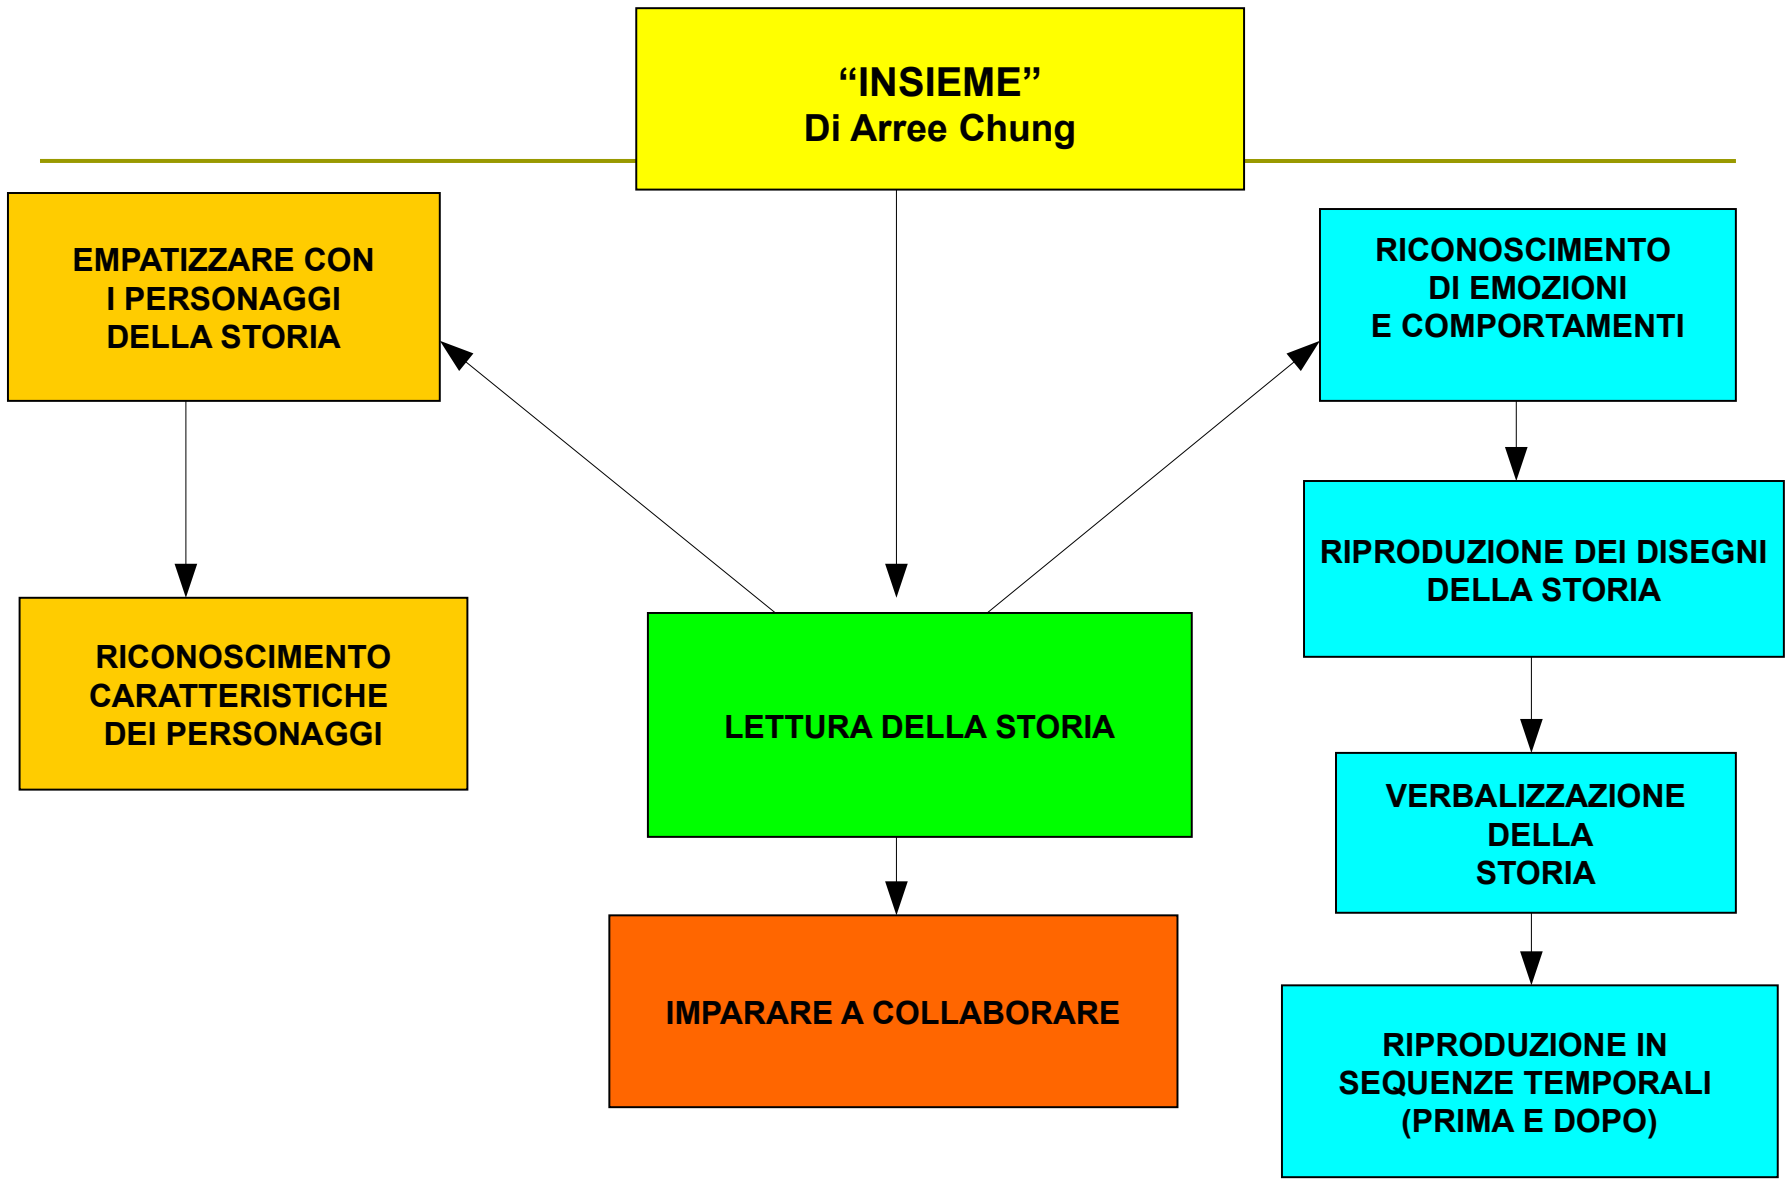 “INSIEME”
Di Arree Chung
EMPATIZZARE CON
I PERSONAGGI
DELLA STORIA
RICONOSCIMENTO
CARATTERISTICHE
DEI PERSONAGGI
LETTURA DELLA STORIA
IMPARARE A COLLABORARE
RICONOSCIMENTO
DI EMOZIONI
E COMPORTAMENTI
RIPRODUZIONE DEI DISEGNI
DELLA STORIA
VERBALIZZAZIONE
DELLA
STORIA
RIPRODUZIONE IN
SEQUENZE TEMPORALI
(PRIMA E DOPO)